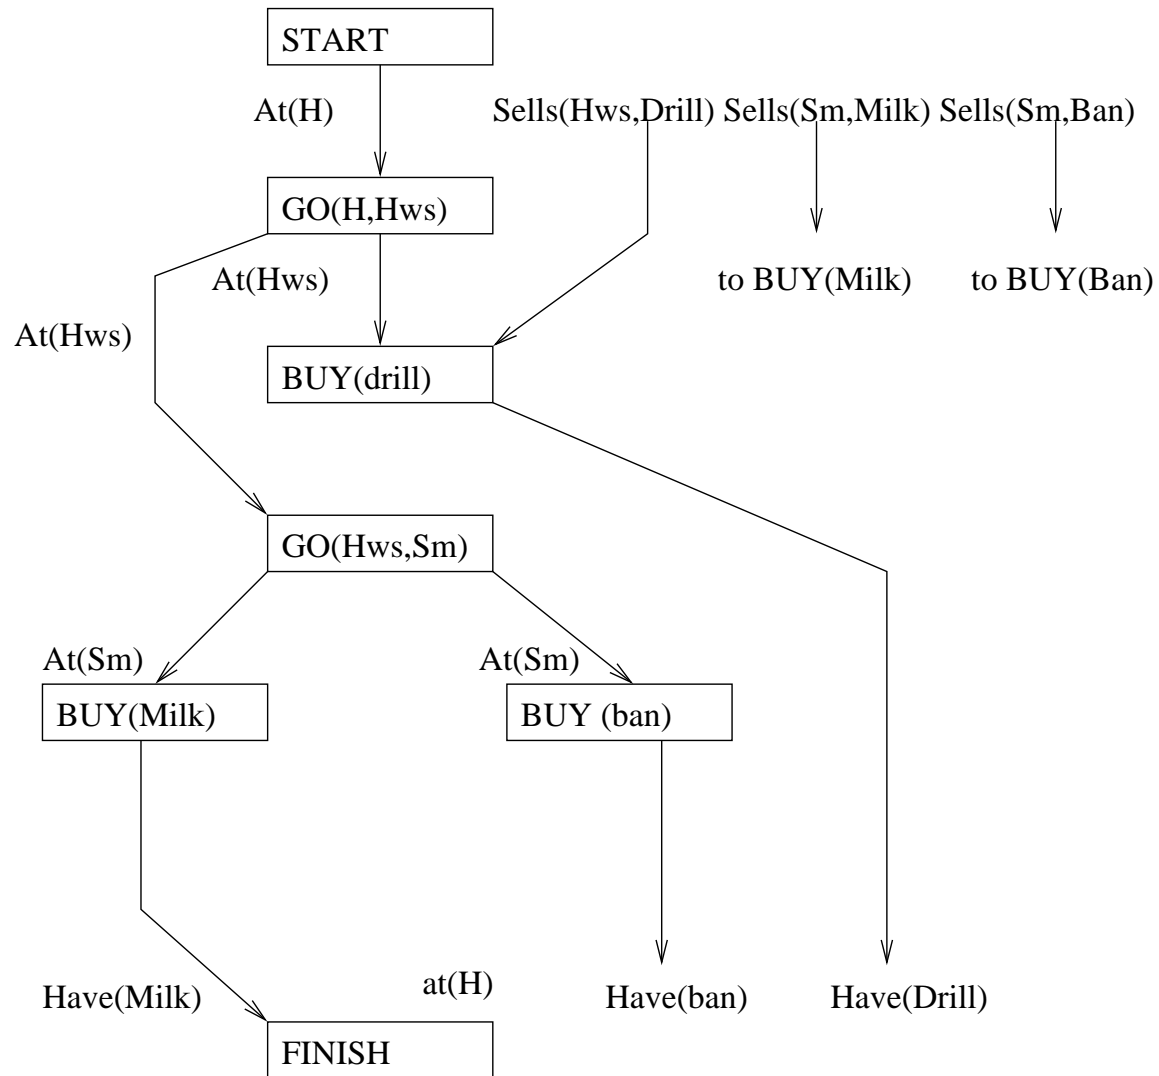 START
At(H)
Sells(Hws,Drill) Sells(Sm,Milk) Sells(Sm,Ban)
GO(H,Hws)
At(Hws)
to BUY(Milk)
to BUY(Ban)
At(Hws)
BUY(drill)
GO(Hws,Sm)
At(Sm)
At(Sm)
BUY(Milk)
BUY (ban)
at(H)
Have(Milk)
Have(ban)
Have(Drill)
FINISH